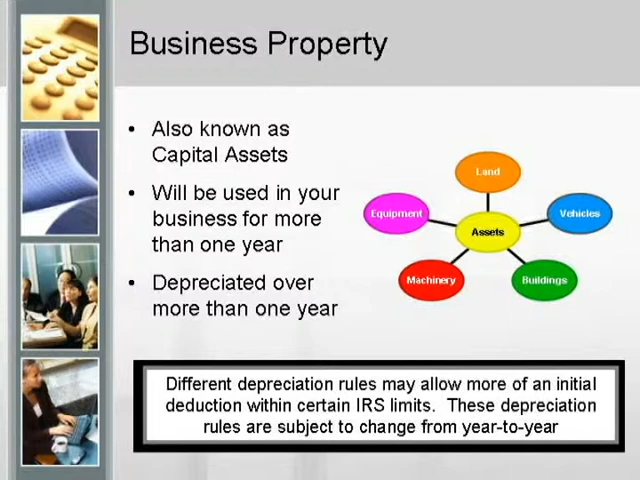 Business Property
• Also known as
Capital Assets
• Will be used in your
business for more
than one year
• Depreciated over
more than one year
Land
Equipment
Vehicles
Assets
Machinery
Buildings
Different depreciation rules may allow more of an initial
deduction within certain IRS limits. These depreciation
rules are subject to change from year-to-year